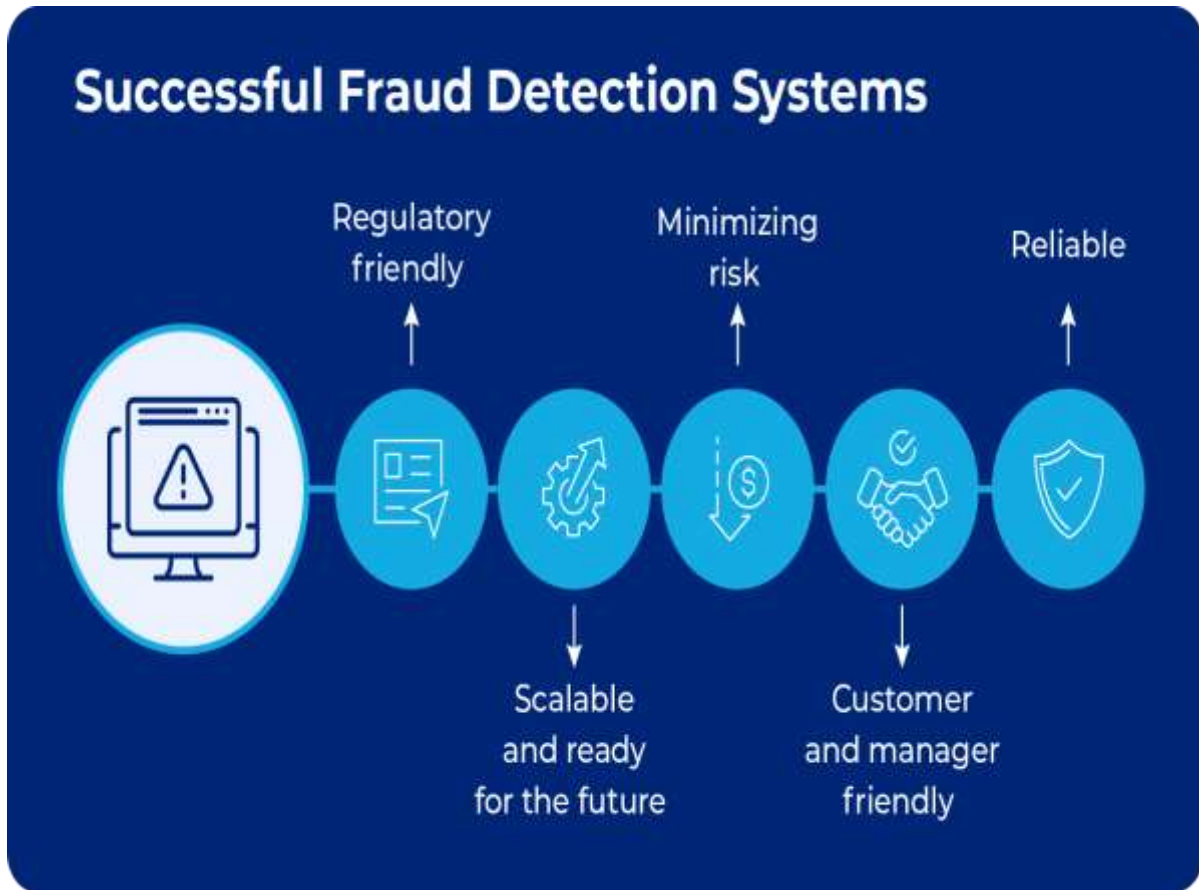 Successful Fraud Detection Systems
Regulatory
friendly
Scalable
and ready
for the future
Minimizing
risk
Customer
and manager
friendly
Reliable